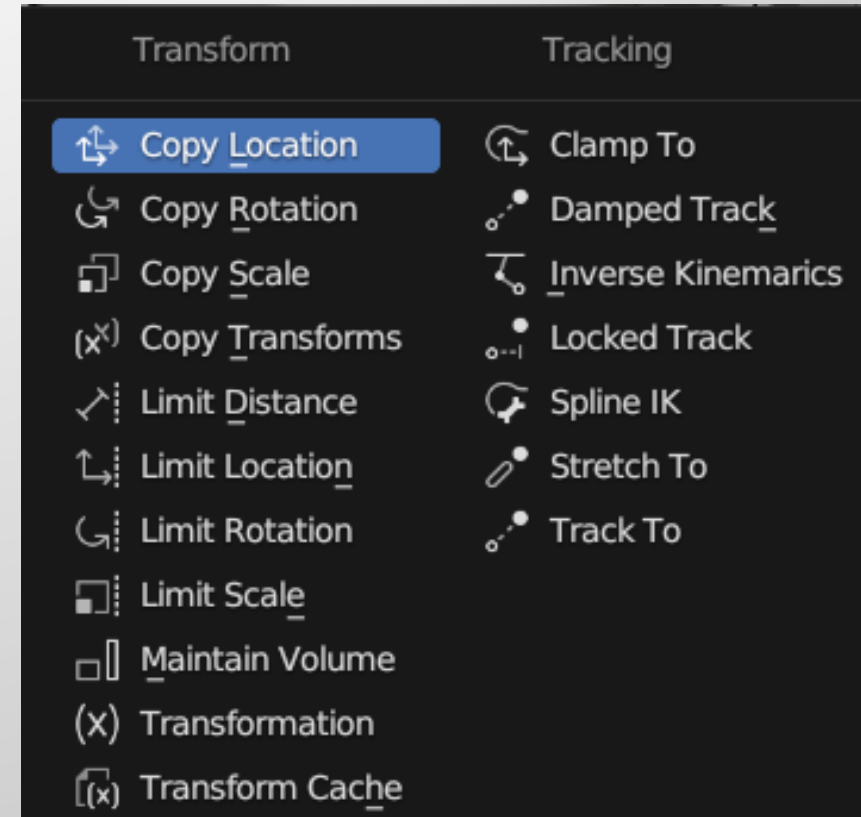 Transform
Copy Location
Copy Rotation
Copy Scale
Copy Transforms
Limit Distance
Limit Location
Limit Rotation
Limit Scale
Maintain Volume
Transformation
Transform Cache
Tracking
Clamp To
Damped Track
Inverse Kinemarics
Locked Track
Spline IK
Stretch To
Track To